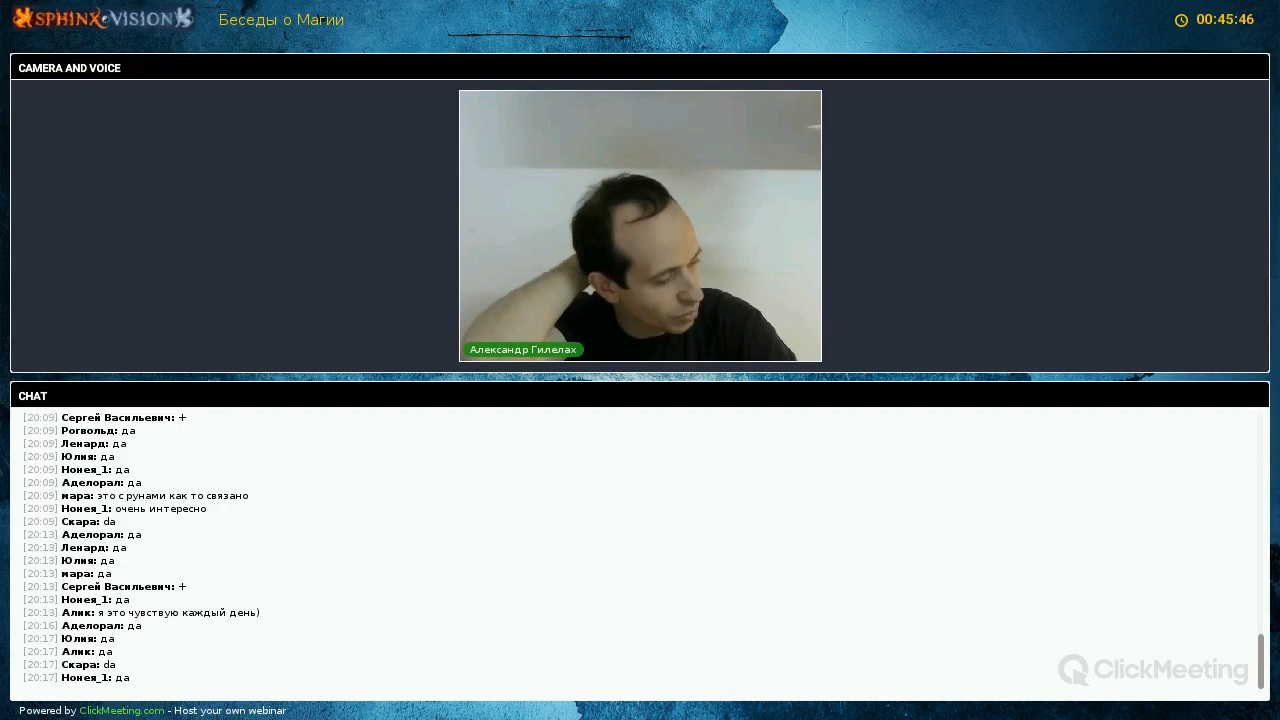 SPHINX VISION Беседы о Магии 00:45:46
CAMERA AND VOICE
Александр Гилелах
CHAT
[20:09] Сергей Васильевич: +
[20:09] Рогвольд: да
[20:09] Ленард: да
[20:09] Юлия: да
[20:09] Нонея_1: да
[20:09] Аделорал: да
[20:09] мара: это с рунами как то связано
[20:09] Нонея_1: очень интересно
[20:09] Скара: da
[20:13] Аделорал: да
[20:13] Ленард: да
[20:13] Юлия: да
[20:13] мара: да
[20:13] Сергей Васильевич: +
[20:13] Нонея_1: да
[20:13] Алик: я это чувствую каждый день)
[20:16] Аделорал: да
[20:17] Юлия: да
[20:17] Алик: да
[20:17] Скара: da
[20:17] Нонея_1: да
ClickMeeting
Powered by ClickMeeting.com - Host your own webinar